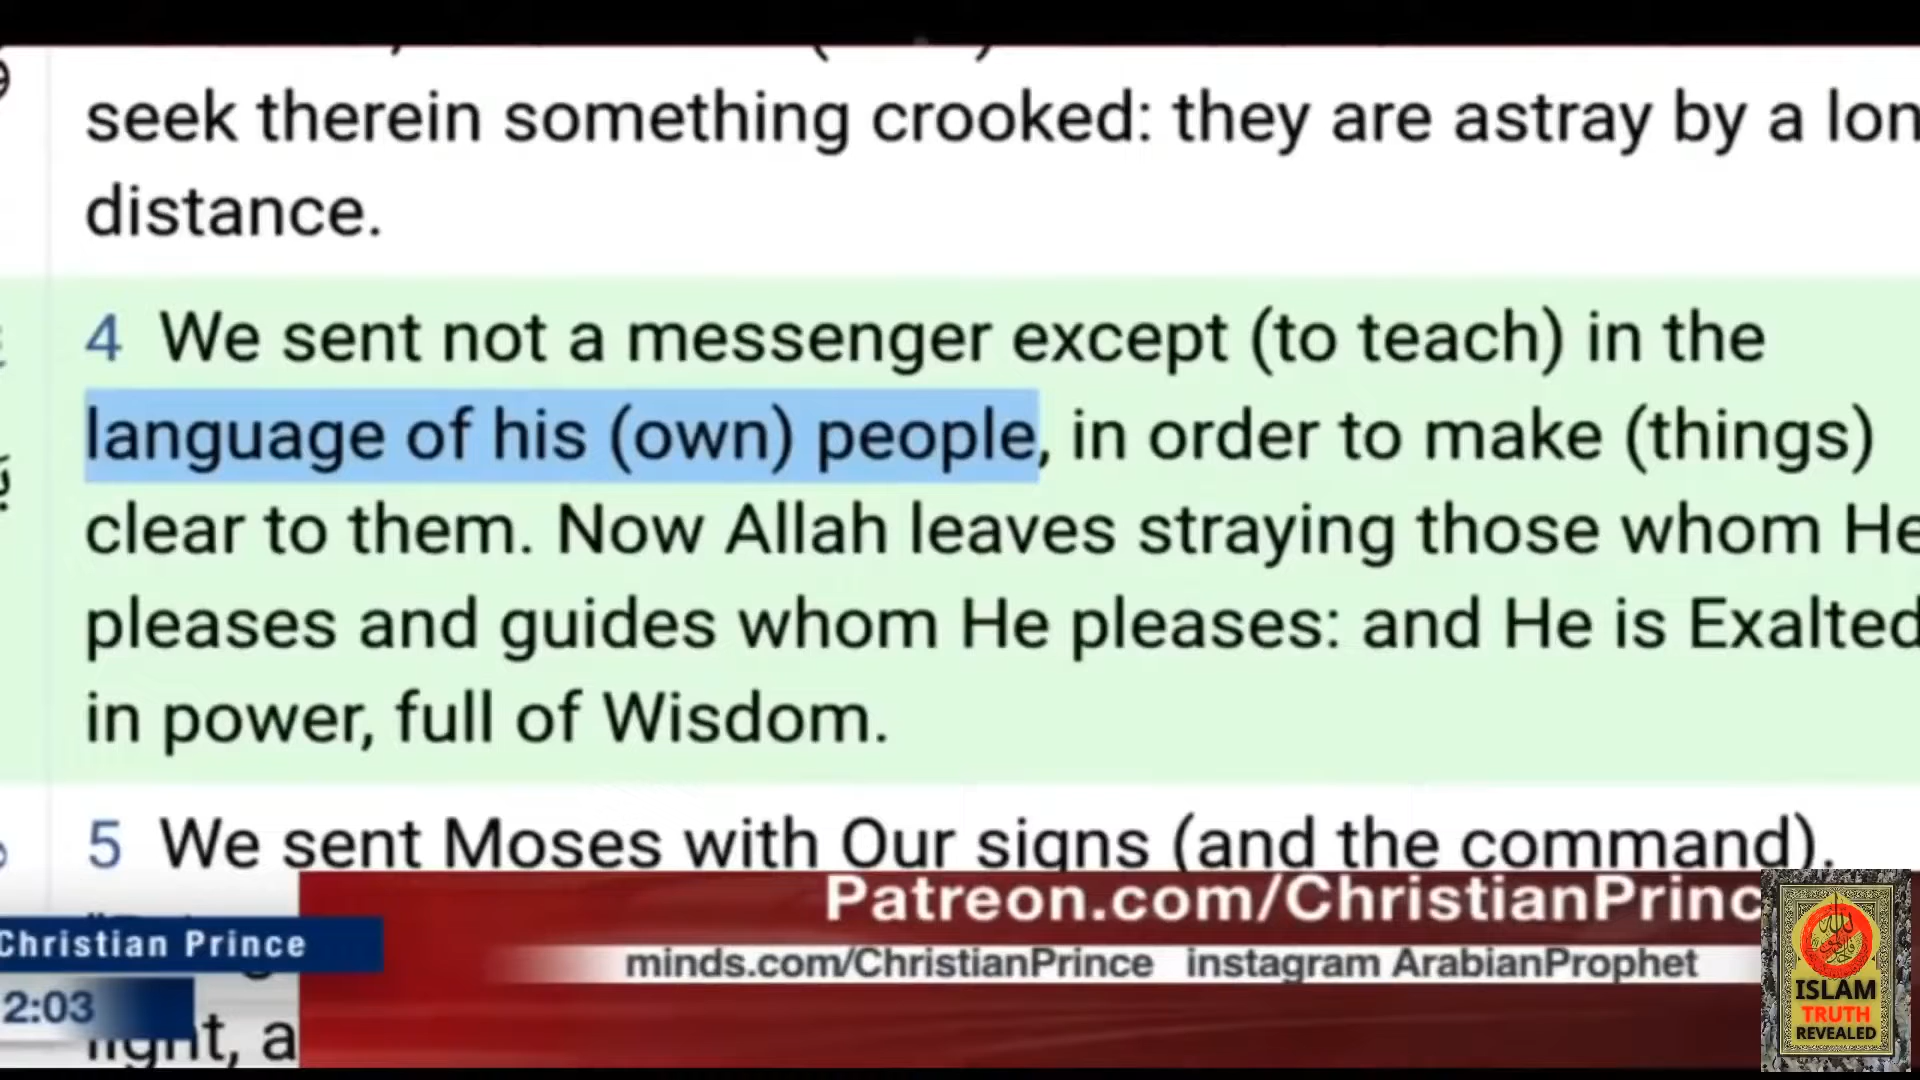 seek therein something crooked: they are astray by a
distance.
4 We sent not a messenger except (to teach) in the
language of his (own) people, in order to make (things)
clear to them. Now Allah leaves straying those whom He
pleases and guides whom He pleases: and He is Exalted
in power, full of Wisdom.
5 We sent Moses with Our signs (and the command).
Patreon.com/ChristianPrinc
Christian Prince
minds.com/ChristianPrince instagram ArabianProphet
2:03
light, a
ISLAM
TRUTH
REVEALED